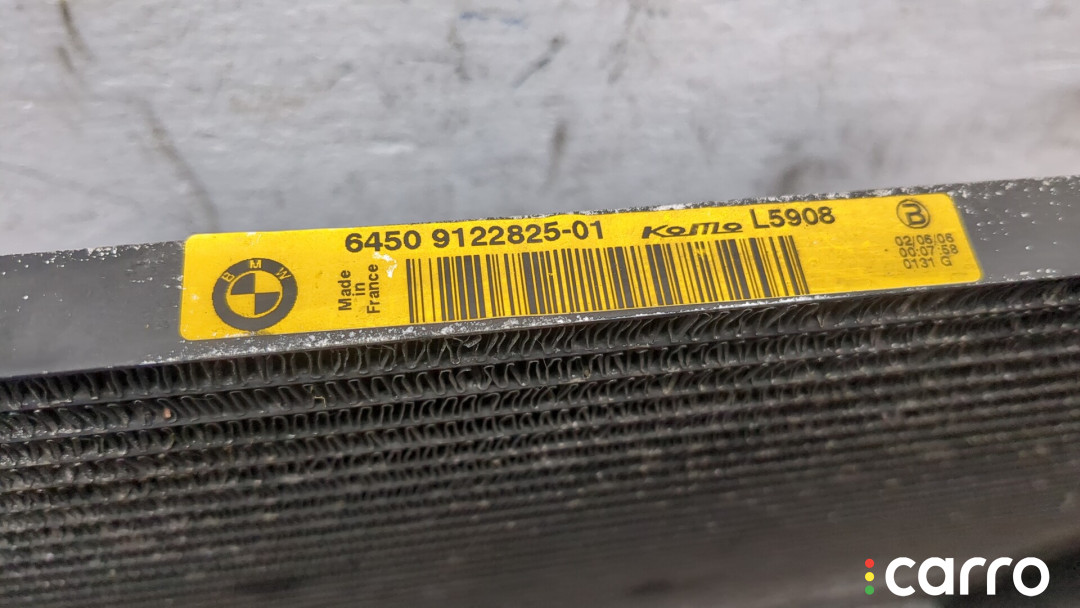 6450 9122825-01 KoMo L5908
B
BMW
Made
in
France
02/06/06
00:07:58
0131 G
carro